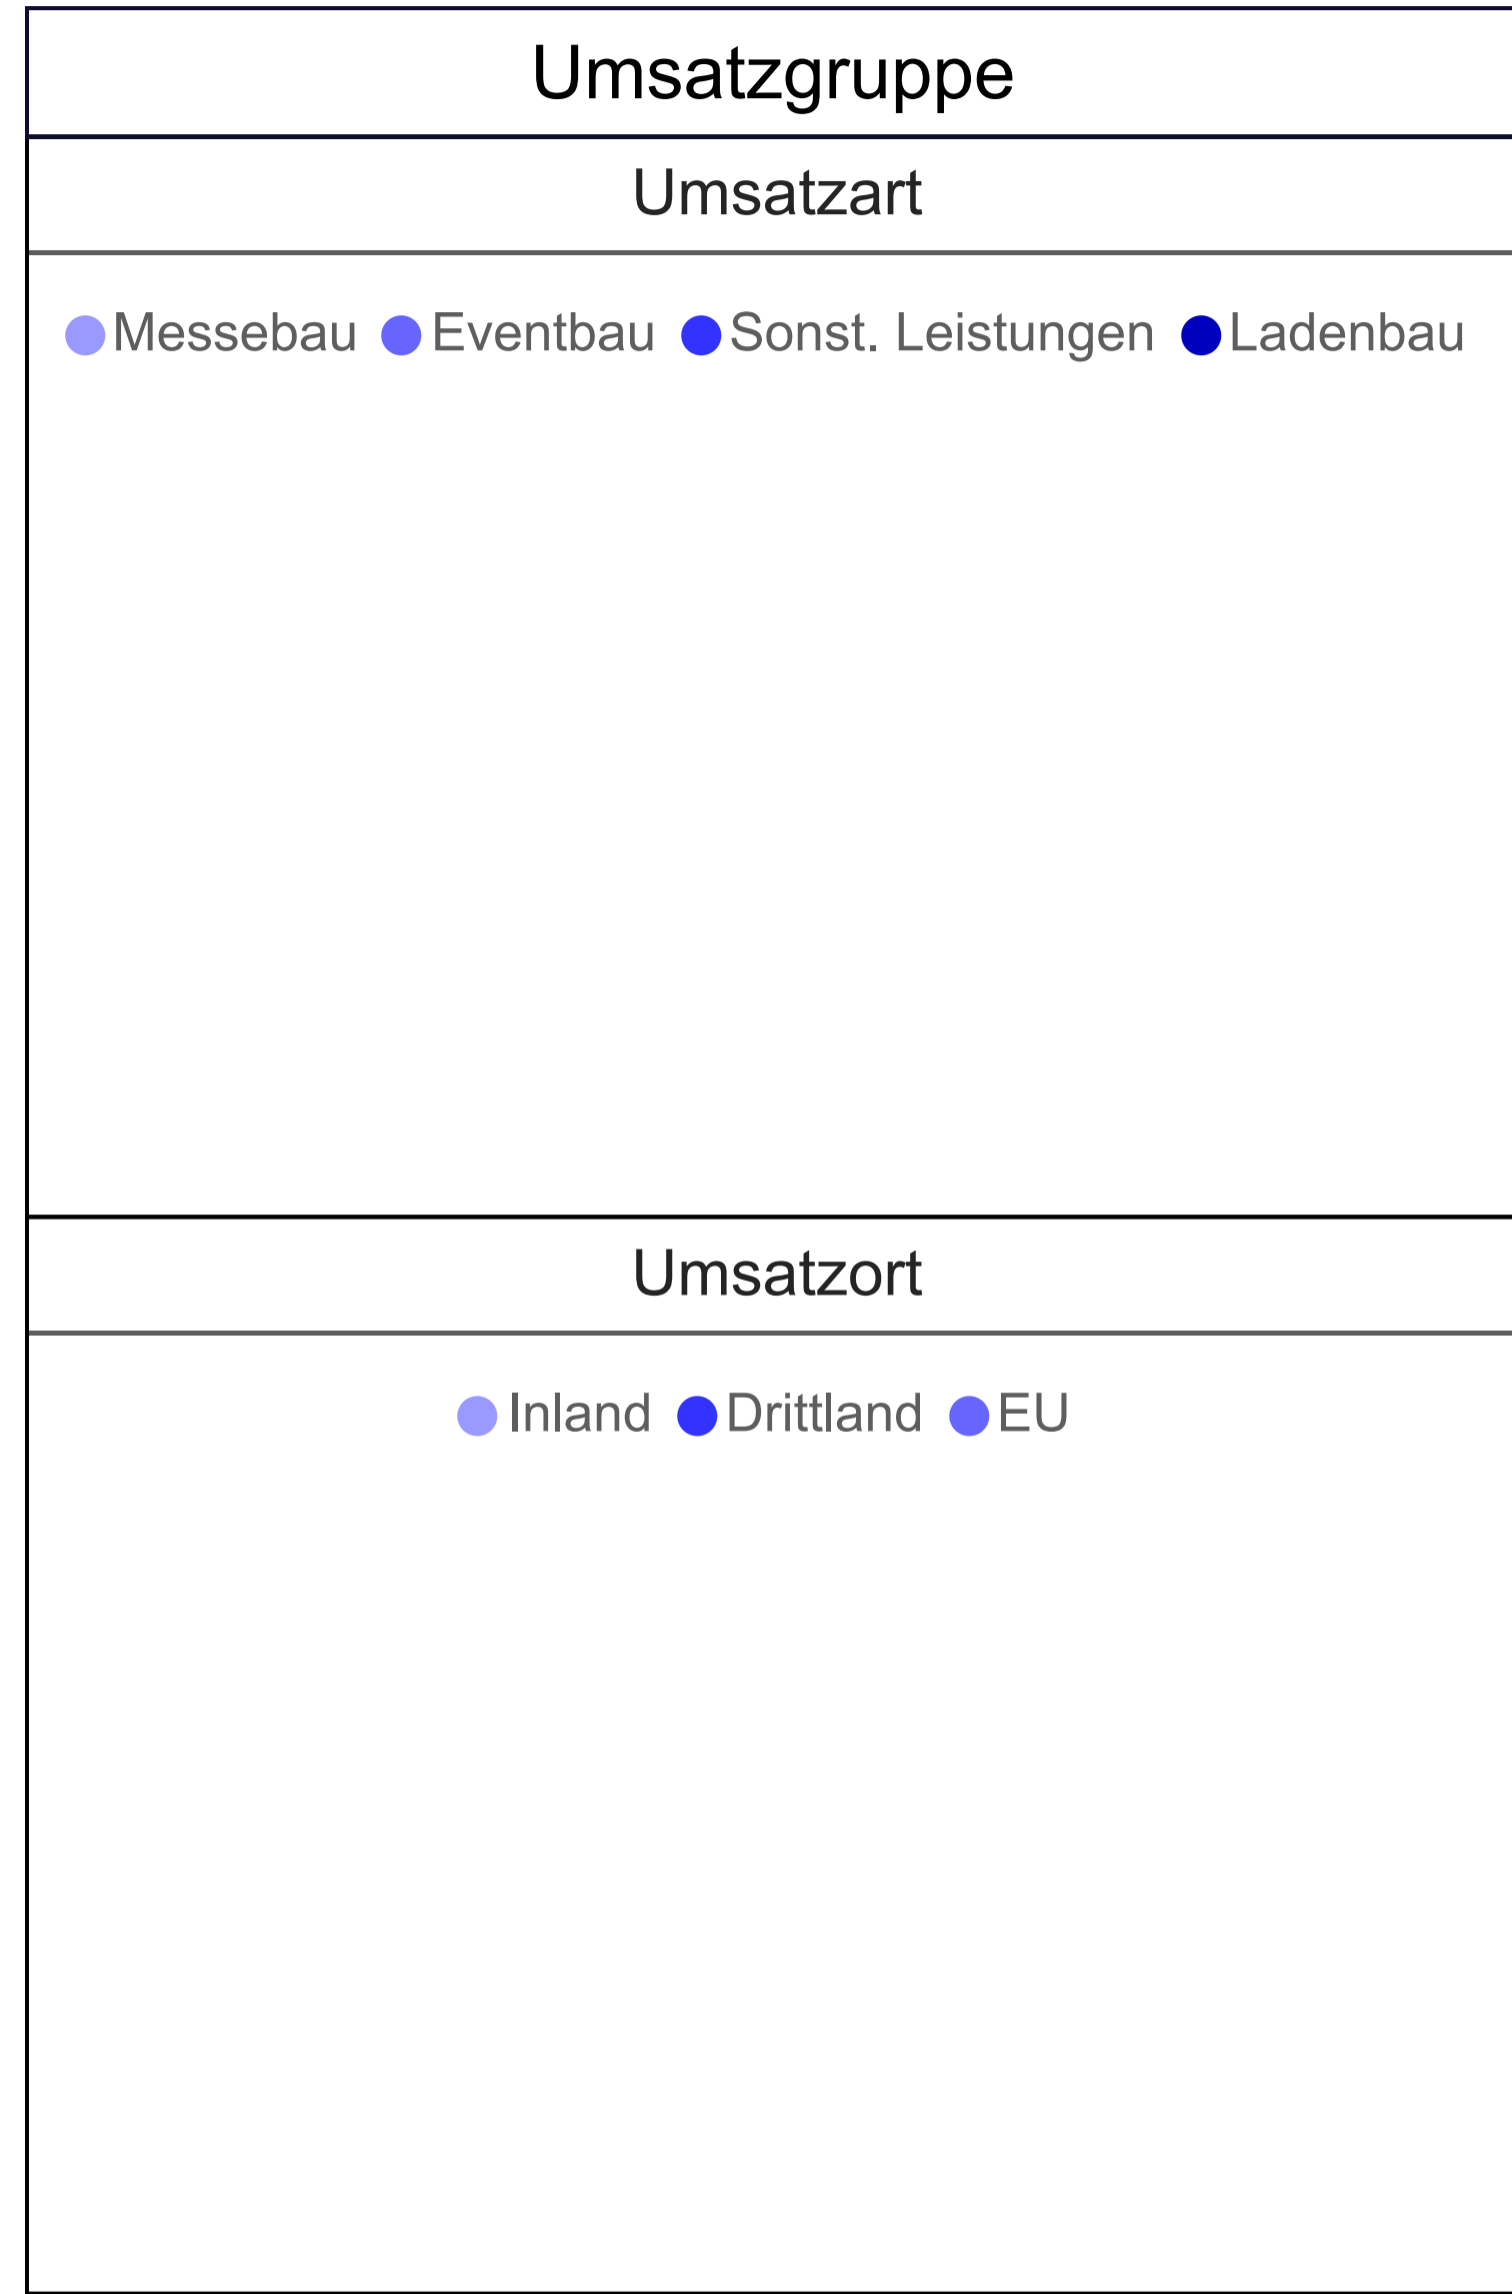 Umsatzgruppe
Umsatzart
Messebau Eventbau Sonst. Leistungen Ladenbau
Umsatzort
Inland Drittland EU